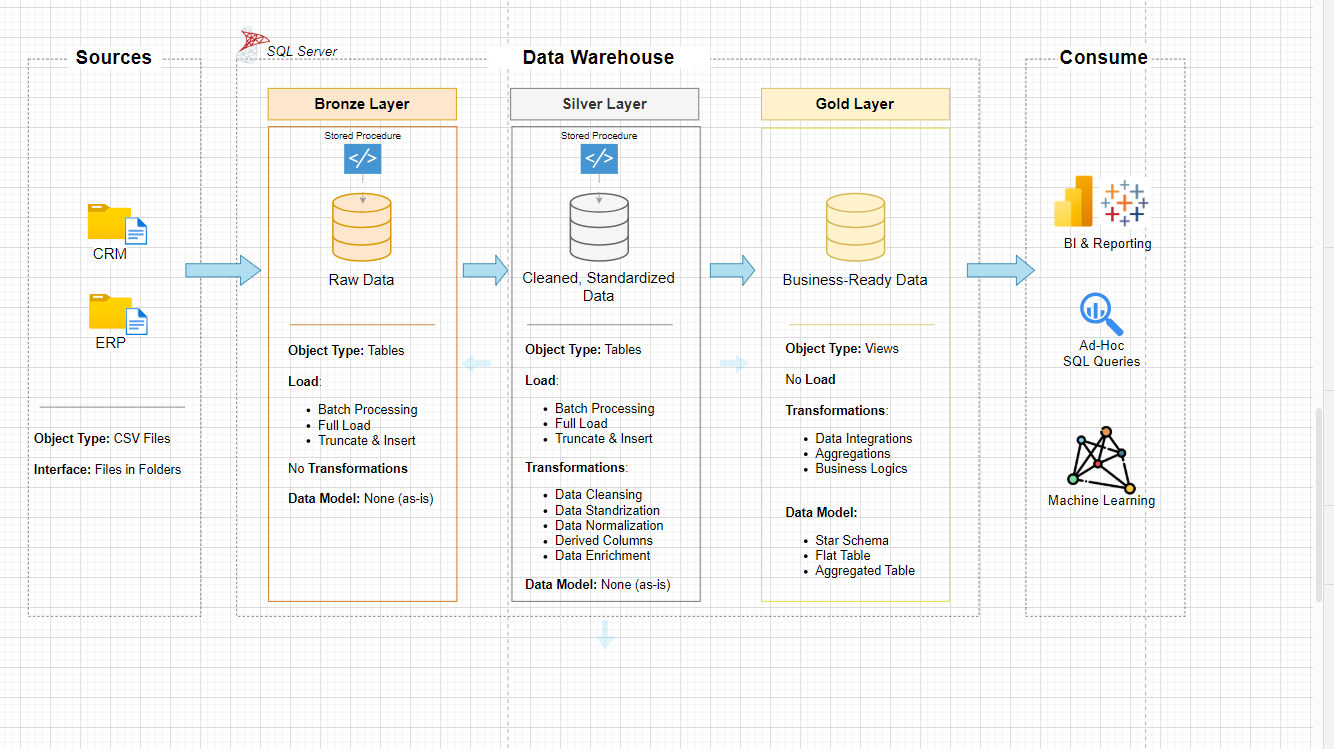 Sources
CRM
ERP
Object Type: CSV Files
Interface: Files in Folders
SQL Server
Data Warehouse
Bronze Layer
Stored Procedure
</>
Raw Data
Object Type: Tables
Load:
• Batch Processing
• Full Load
• Truncate & Insert
No Transformations
Data Model: None (as-is)
Silver Layer
Stored Procedure
</>
Cleaned, Standardized
Data
Object Type: Tables
Load:
• Batch Processing
• Full Load
• Truncate & Insert
Transformations:
• Data Cleansing
• Data Standrization
• Data Normalization
• Derived Columns
• Data Enrichment
Data Model: None (as-is)
Gold Layer
Business-Ready Data
Object Type: Views
No Load
Transformations:
• Data Integrations
• Aggregations
• Business Logics
Data Model:
• Star Schema
• Flat Table
• Aggregated Table
Consume
BI & Reporting
Ad-Hoc
SQL Queries
Machine Learning